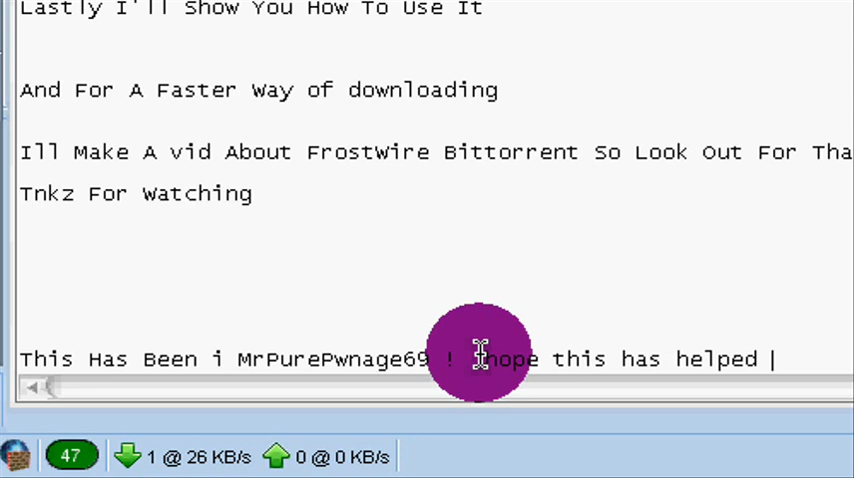 Lastly I'll Show You How To Use It
And For A Faster Way of downloading
Ill Make A vid About FrostWire Bittorrent So Look Out For Tha
Tnkz For Watching
This Has Been i MrPurePwnage69 ! hope this has helped
47 1 @ 26 KB/s 0 @ 0 KB/s